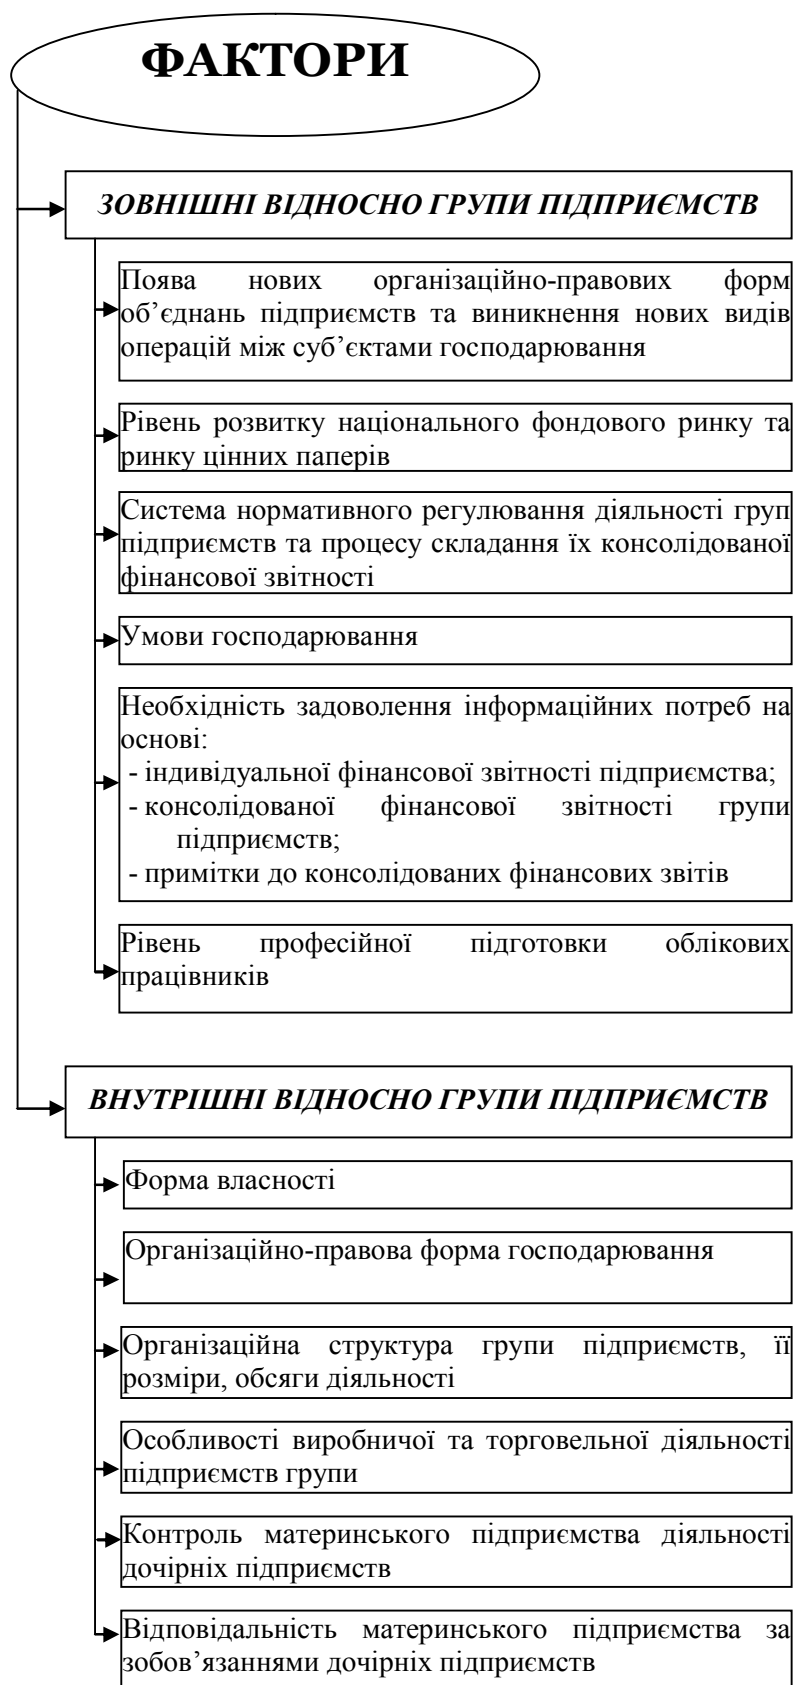 ФАКТОРИ
ЗОВНІШНІ ВІДНОСНО ГРУПИ ПІДПРИЄМСТВ
Поява нових організаційно-правових форм
об’єднань підприємств та виникнення нових видів
операцій між суб’єктами господарювання
Рівень розвитку національного фондового ринку та
ринку цінних паперів
Система нормативного регулювання діяльності груп
підприємств та процесу складання їх консолідованої
фінансової звітності
Умови господарювання
Необхідність задоволення інформаційних потреб на
основі:
- індивідуальної фінансової звітності підприємства;
- консолідованої фінансової звітності групи
підприємств;
- примітки до консолідованих фінансових звітів
Рівень професійної підготовки облікових
працівників
ВНУТРІШНІ ВІДНОСНО ГРУПИ ПІДПРИЄМСТВ
Форма власності
Організаційно-правова форма господарювання
Організаційна структура групи підприємств, її
розміри, обсяги діяльності
Особливості виробничої та торговельної діяльності
підприємств групи
Контроль материнського підприємства діяльності
дочірніх підприємств
Відповідальність материнського підприємства за
зобов’язаннями дочірніх підприємств